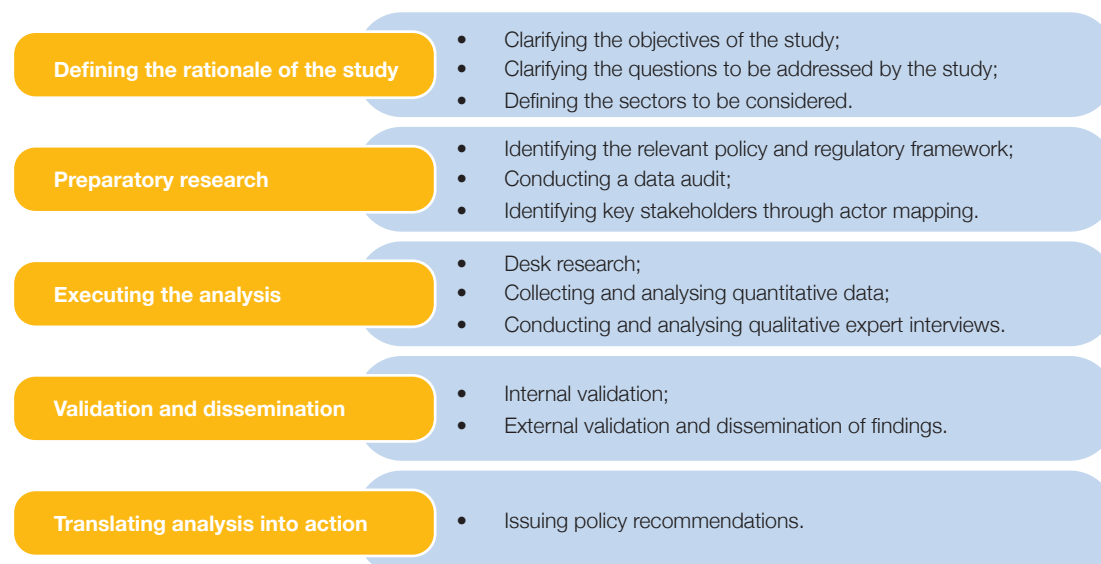 Defining the rationale of the study
• Clarifying the objectives of the study;
• Clarifying the questions to be addressed by the study;
• Defining the sectors to be considered.
Preparatory research
• Identifying the relevant policy and regulatory framework;
• Conducting a data audit;
• Identifying key stakeholders through actor mapping.
Executing the analysis
• Desk research;
• Collecting and analysing quantitative data;
• Conducting and analysing qualitative expert interviews.
Validation and dissemination
• Internal validation;
• External validation and dissemination of findings.
Translating analysis into action
• Issuing policy recommendations.